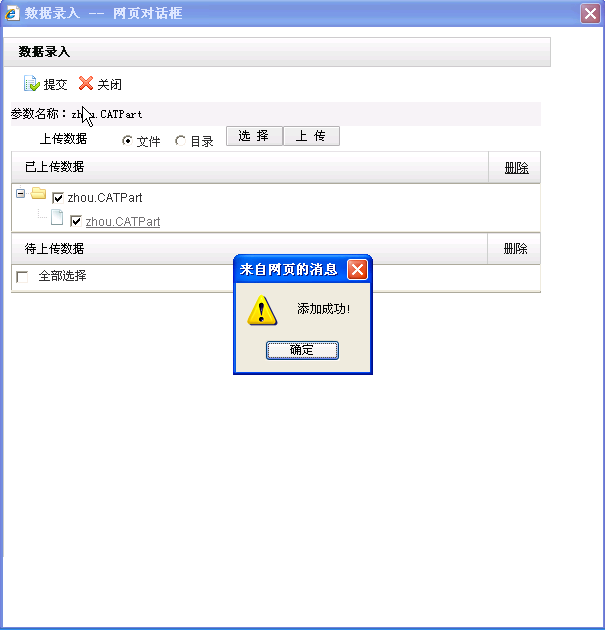 数据录入 -- 网页对话框
数据录入
提交 关闭
参数名称：zhou.CATPart
上传数据 文件 目录 选 择 上 传
已上传数据 删除
zhou.CATPart
zhou.CATPart
待上传数据 删除
全部选择
来自网页的消息
添加成功!
确定